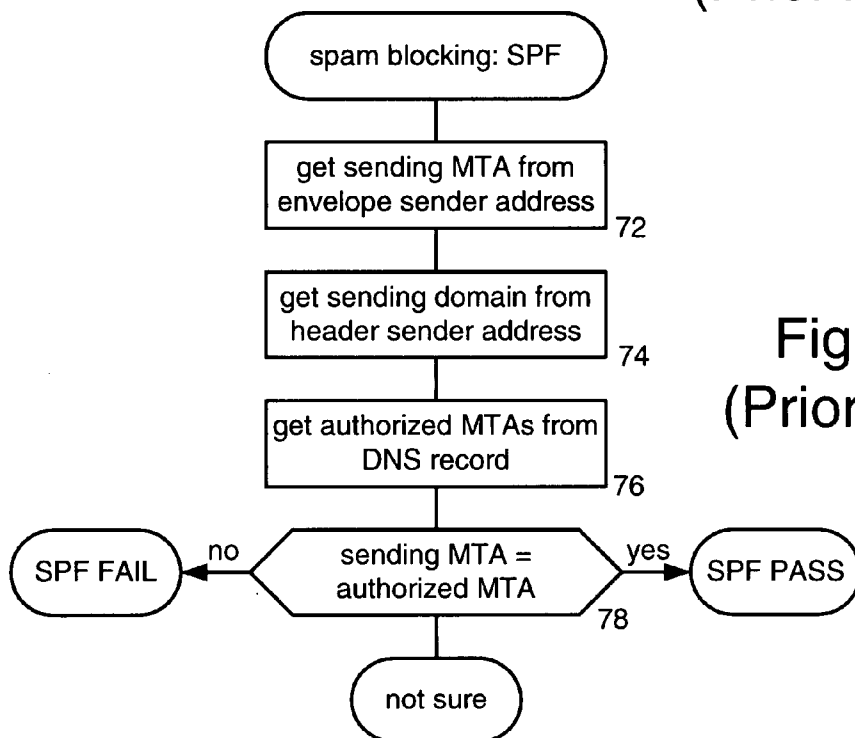 spam blocking: SPF
get sending MTA from
envelope sender address
72
get sending domain from
header sender address
74
Fig
(Prior
get authorized MTAs from
DNS record
76
SPF FAIL
no
sending MTA =
authorized MTA
yes
SPF PASS
78
not sure